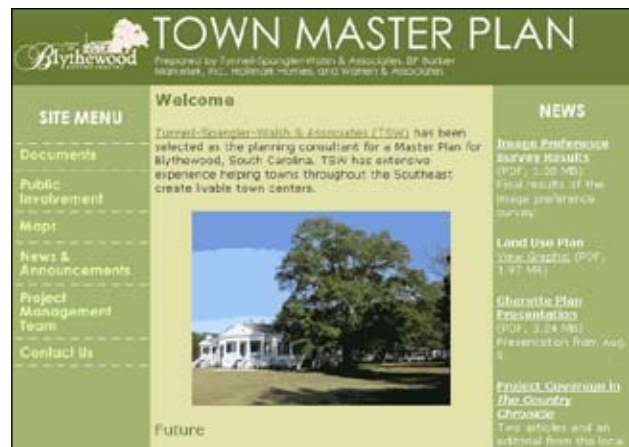 Blythewood
TOWN MASTER PLAN
Prepared by Tunnell-Spangler-Walsh & Associates, BP Barber
Manatek, Inc., Hallmark Homes, and Warren & Associates
SITE MENU
Documents
Public
Involvement
Maps
News &
Announcements
Project
Management
Team
Contact Us
Welcome
Tunnell-Spangler-Walsh & Associates (TSW) has been
selected as the planning consultant for a Master Plan for
Blythewood, South Carolina. TSW has extensive
experience helping towns throughout the Southeast
create livable town centers.
Future
NEWS
Image Preference
Survey Results
(PDF, MB)
Final results of the
image preference
survey.
Land Use Plan
View Graphic (PDF,
1.97 MB)
Charette Plan
Presentation
(PDF, 3.24 MB)
Presentation from Aug.
Project Coverage in
The Country
Chronicle
Two articles and an
editorial from the local